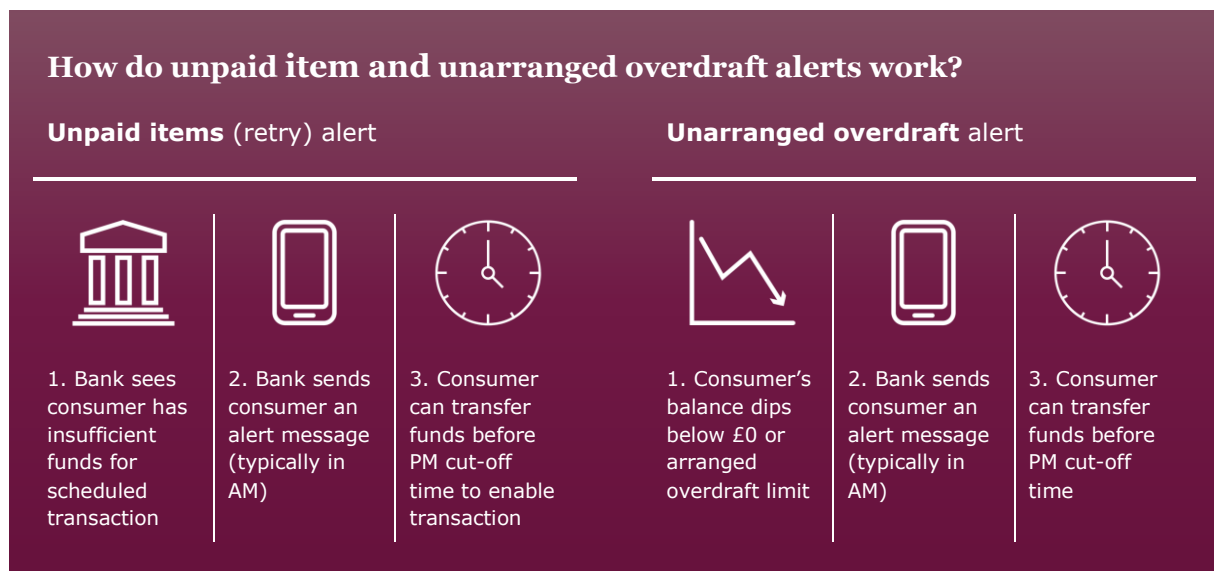 How do unpaid item and unarranged overdraft alerts work?
Unpaid items (retry) alert
1. Bank sees
consumer has
insufficient
funds for
scheduled
transaction
2. Bank sends
consumer an
alert message
(typically in
AM)
3. Consumer
can transfer
funds before
PM cut-off
time to enable
transaction
Unarranged overdraft alert
1. Consumer’s
balance dips
below £0 or
arranged
overdraft limit
2. Bank sends
consumer an
alert message
(typically in
AM)
3. Consumer
can transfer
funds before
PM cut-off
time